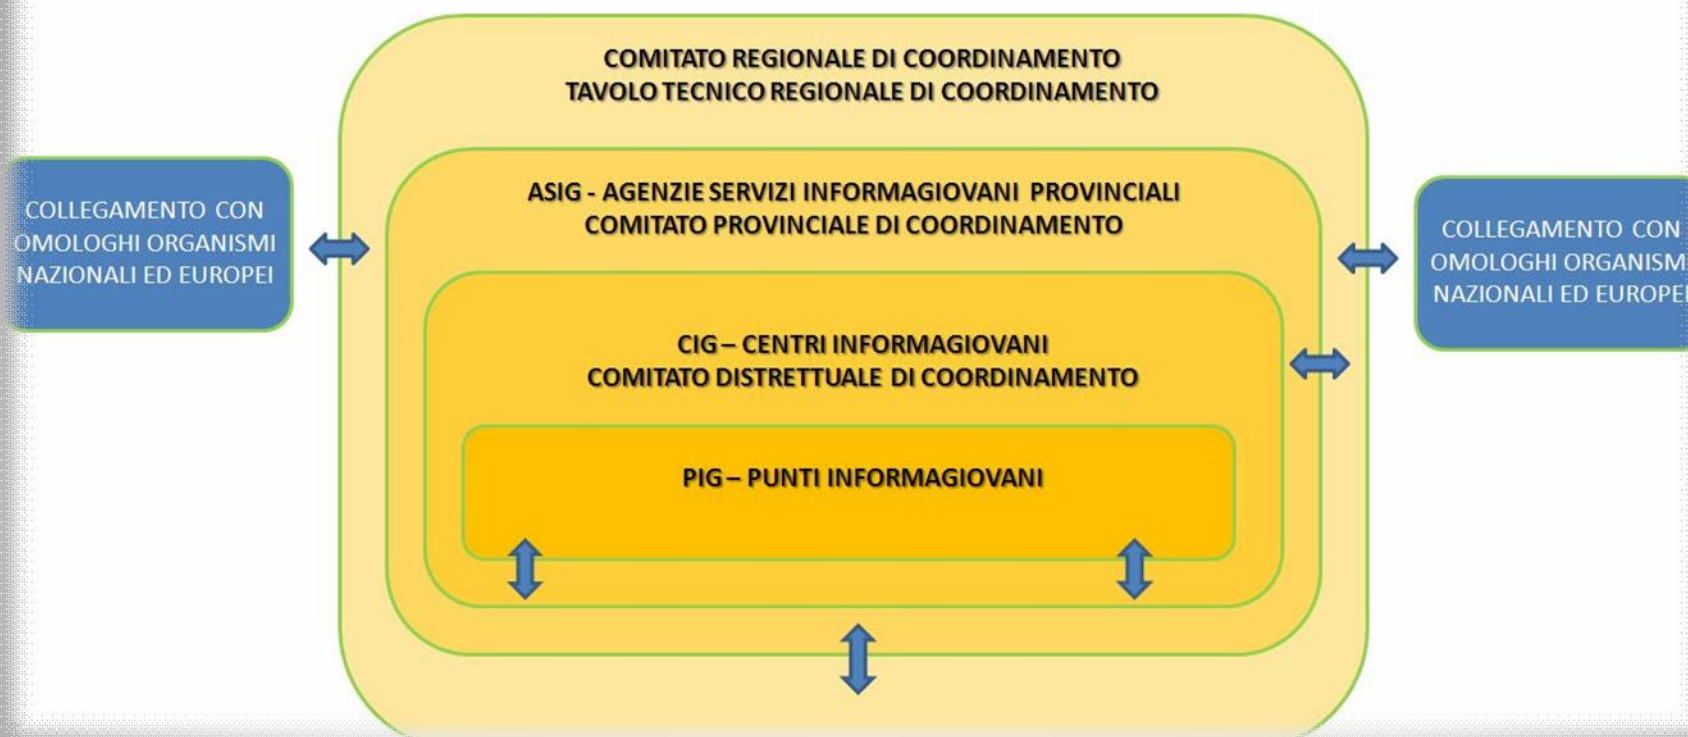 COMITATO REGIONALE DI COORDINAMENTO
TAVOLO TECNICO REGIONALE DI COORDINAMENTO
ASIG - AGENZIE SERVIZI INFORMAGIOVANI PROVINCIALI
COMITATO PROVINCIALE DI COORDINAMENTO
COLLEGAMENTO CON
OMOLOGHI ORGANISMI
NAZIONALI ED EUROPEI
COLLEGAMENTO CON
OMOLOGHI ORGANISMI
NAZIONALI ED EUROPEI
CIG – CENTRI INFORMAGIOVANI
COMITATO DISTRETTUALE DI COORDINAMENTO
PIG – PUNTI INFORMAGIOVANI